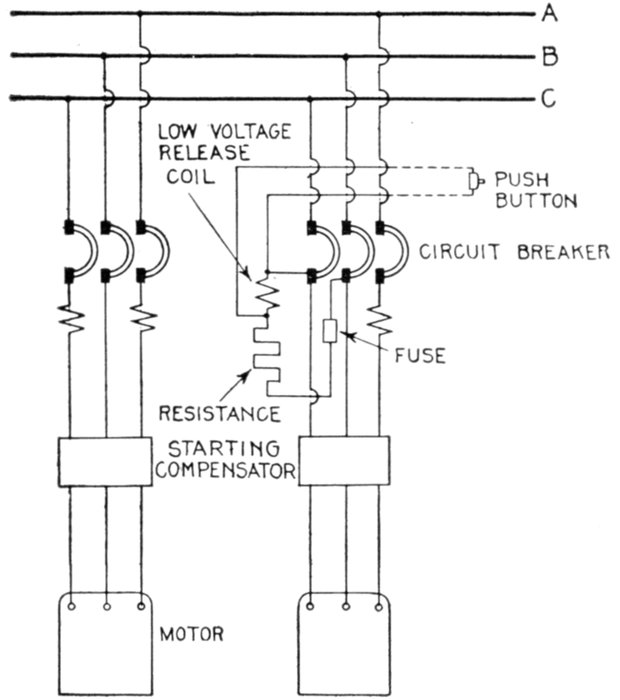 A
B
C
LOW VOLTAGE
RELEASE
COIL
PUSH
BUTTON
CIRCUIT BREAKER
FUSE
RESISTANCE
STARTING
COMPENSATOR
MOTOR